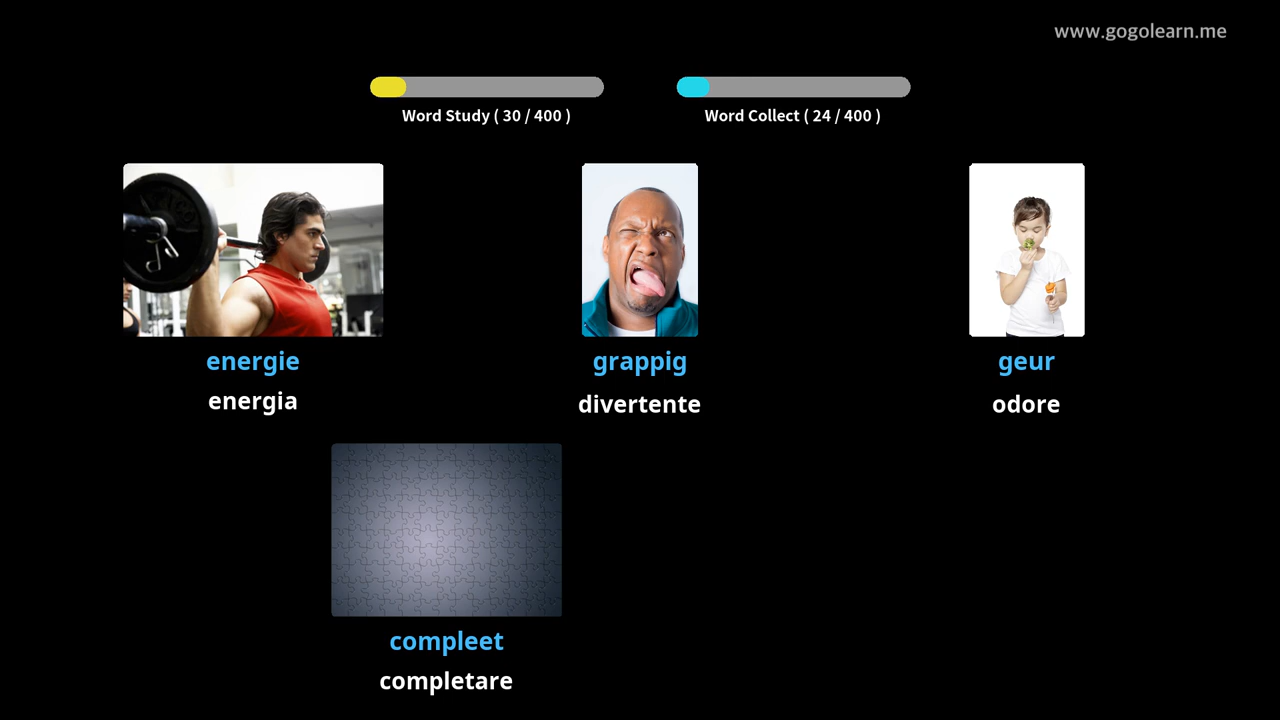 www.gogolearn.me
Word Study ( 30 / 400 )
Word Collect ( 24 / 400 )
energie
energia
grappig
divertente
geur
odore
compleet
completare